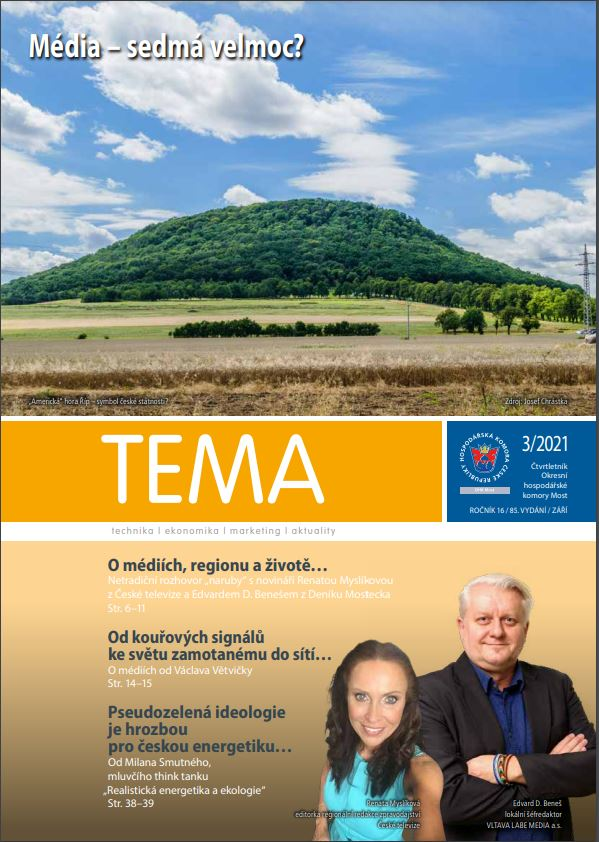 Média – sedmá velmoc?
„Americká“ hora Říp – symbol české státnosti?
Zdroj: Josef Chrástka
TEMA
technika I ekonomika I marketing I aktuality
HOSPODÁŘSKÁ KOMORA ČESKÉ REPUBLIKY
OHK Most
3/2021
Čtvrtletník
Okresní
hospodářské
komory Most
ROČNÍK 16 / 85. VYDÁNÍ / ZÁŘÍ
O médiích, regionu a životě…
Netradiční rozhovor „naruby“ s novináři Renatou Myslíkovou
z České televize a Edvardem D. Benešem z Deníku Mostecka
Str. 6–11
Od kouřových signálů
ke světu zamotanému do sítí…
O médiích od Václava Větvičky
Str. 14–15
Pseudozelená ideologie
je hrozbou
pro českou energetiku…
Od Milana Smutného,
mluvčího think tanku
„Realistická energetika a ekologie“
Str. 38–39
Renata Myslíková
editorka regionální redakce zpravodajství
České televize
Edvard D. Beneš
lokální šéfredaktor
VLTAVA LABE MEDIA a.s.